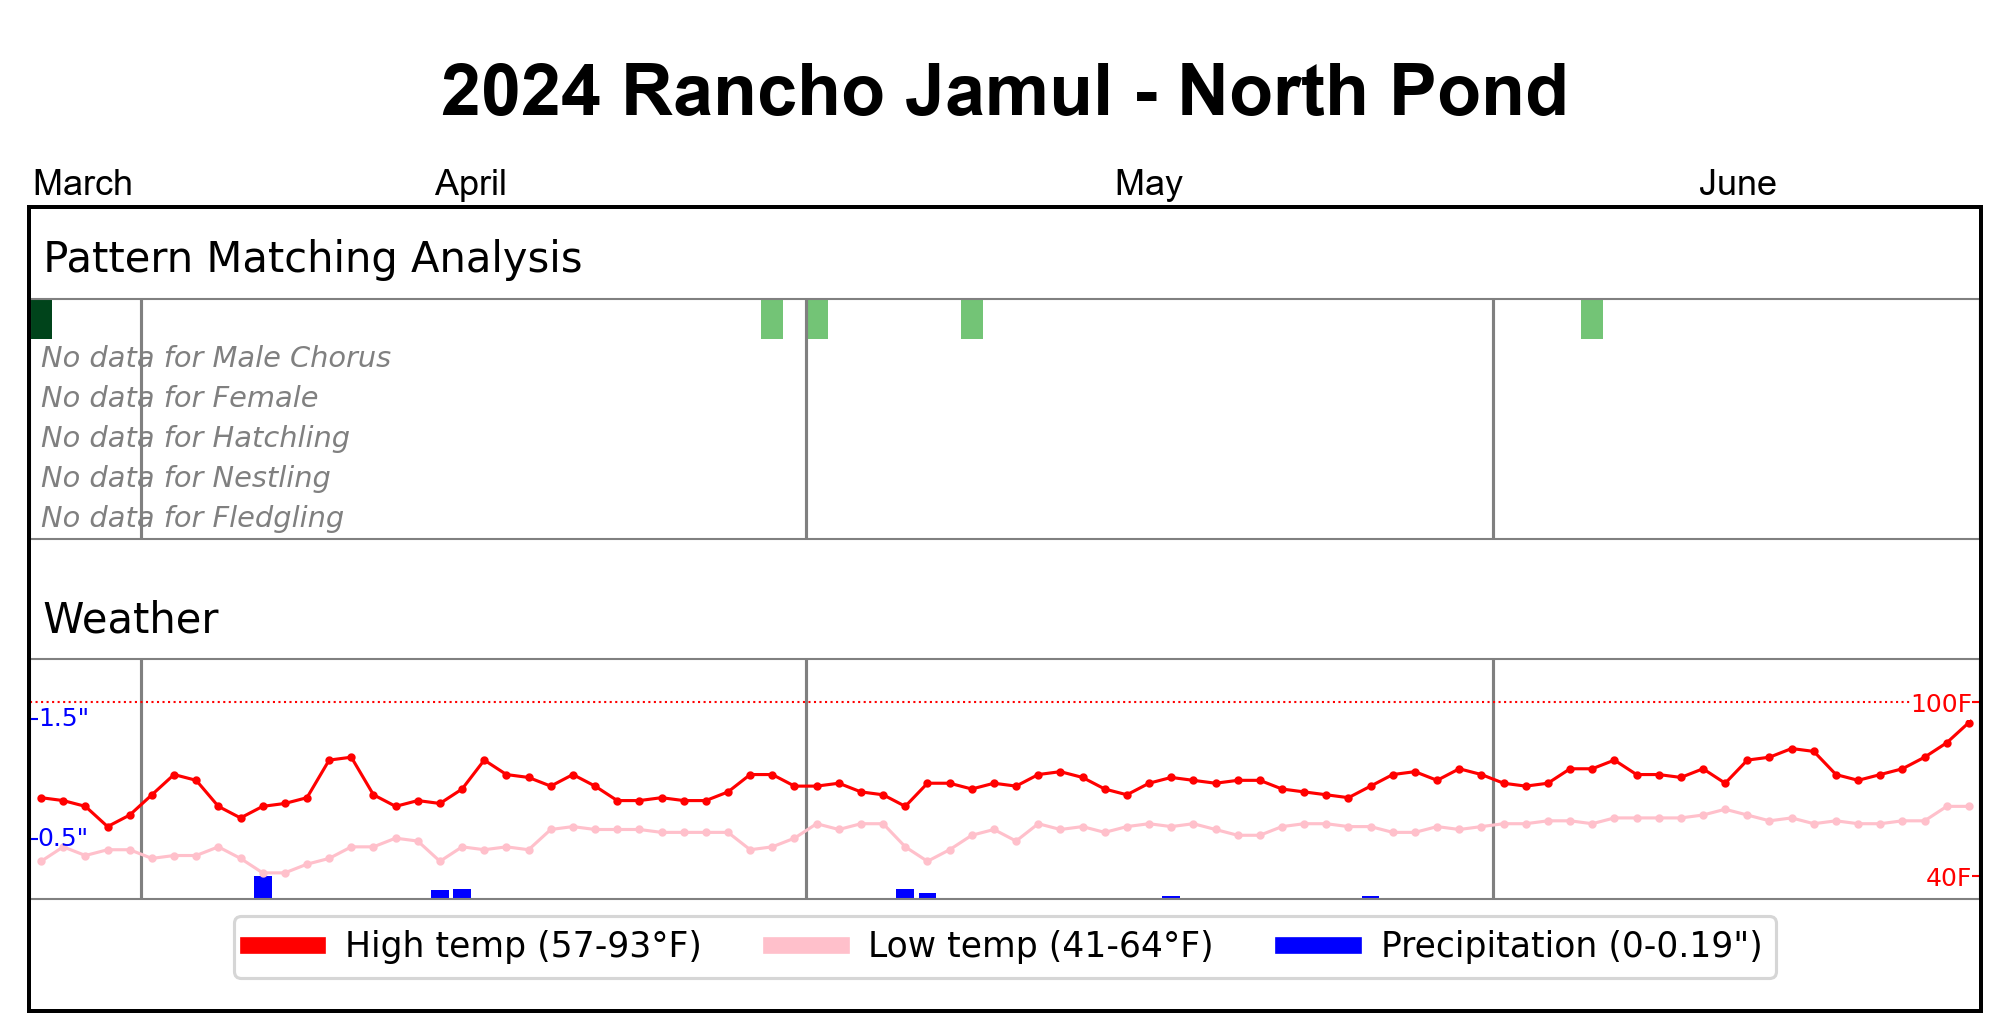 2024 Rancho Jamul - North Pond
March April May June
Pattern Matching Analysis
No data for Male Chorus
No data for Female
No data for Hatchling
No data for Nestling
No data for Fledgling
Weather
100F
1.5"
0.5"
40F
High temp (57-93°F) Low temp (41-64°F) Precipitation (0-0.19")